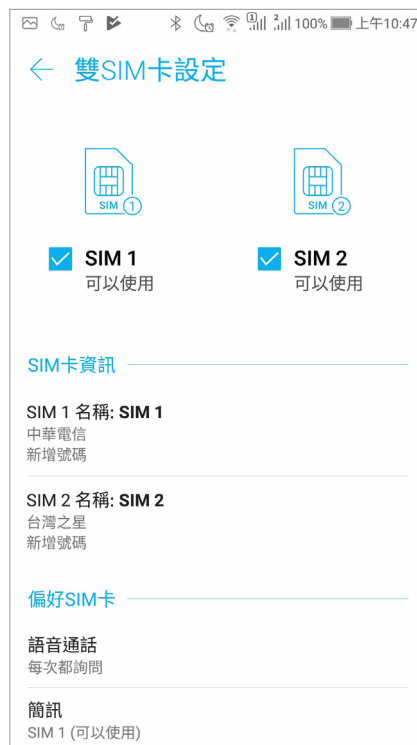 1 2 100% 上午10:47
雙SIM卡設定
SIM 1 SIM 2
SIM 1 SIM 2
可以使用 可以使用
SIM卡資訊
SIM 1 名稱: SIM 1
中華電信
新增號碼
SIM 2 名稱: SIM 2
台灣之星
新增號碼
偏好SIM卡
語音通話
每次都詢問
簡訊
SIM 1 (可以使用)